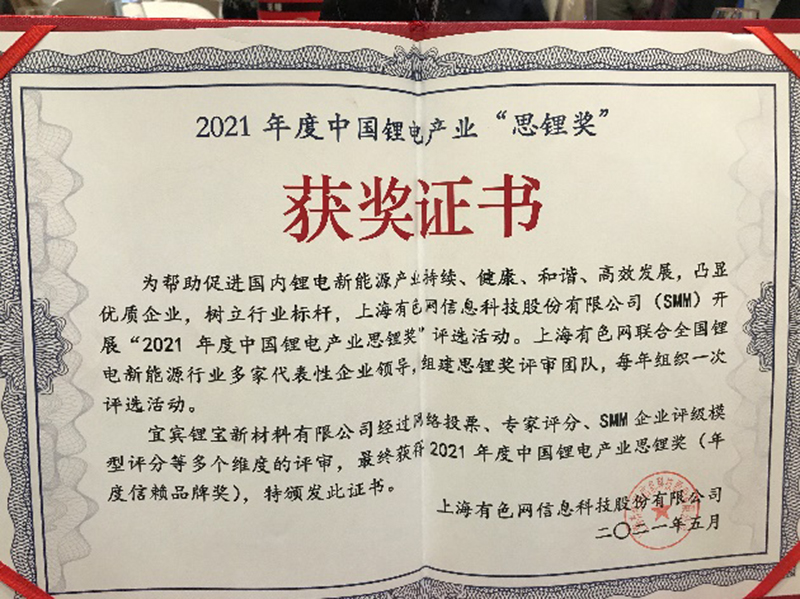 2021 年度中国锂电产业 “思锂奖”
获奖证书
为帮助促进国内锂电新能源产业持续、健康、和谐、高效发展，凸显
优质企业，树立行业标杆，上海有色网信息科技股份有限公司（SMM）开
展“2021 年度中国锂电产业思锂奖”评选活动。上海有色网联合全国锂
电新能源行业多家代表性企业领导,组建思锂奖评审团队，每年组织一次
评选活动。
宜宾锂宝新材料有限公司经过网络投票、专家评分、SMM 企业评级模
型评分等多个维度的评审，最终获得 2021 年度中国锂电产业思锂奖（年
度信赖品牌奖），特颁发此证书。
上海有色网信息科技股份有限公司
二〇二一年五月